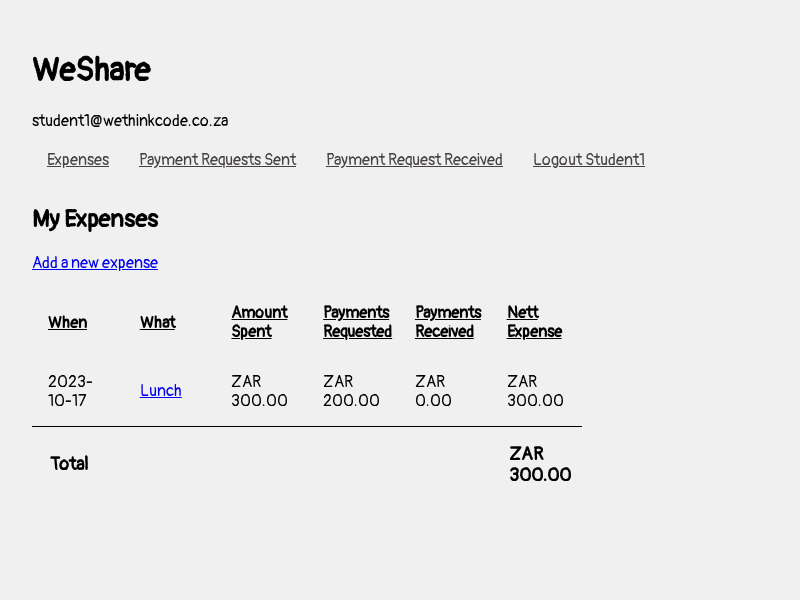 WeShare
student1@wethinkcode.co.za
Expenses Payment Requests Sent Payment Request Received Logout Student1
My Expenses
Add a new expense
When What Amount Spent Payments Requested Payments Received Nett Expense
2023-10-17 Lunch ZAR 300.00 ZAR 200.00 ZAR 0.00 ZAR 300.00
Total ZAR 300.00